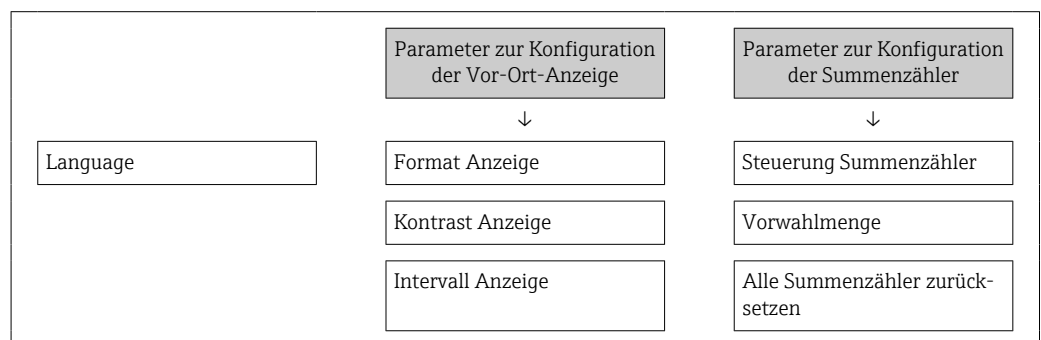 Parameter zur Konfiguration
der Vor-Ort-Anzeige
Parameter zur Konfiguration
der Summenzähler
↓
↓
Language
Format Anzeige
Steuerung Summenzähler
Kontrast Anzeige
Vorwahlmenge
Intervall Anzeige
Alle Summenzähler zurück-
setzen